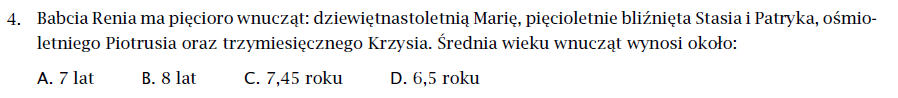 4. Babcia Renia ma pięcioro wnucząt: dziewiętnastoletnią Marię, pięcioletnie bliźnięta Stasia i Patryka, ośmio-
letniego Piotrusia oraz trzymiesięcznego Krzysia. Średnia wieku wnucząt wynosi około:
A. 7 lat B. 8 lat C. 7,45 roku D. 6,5 roku